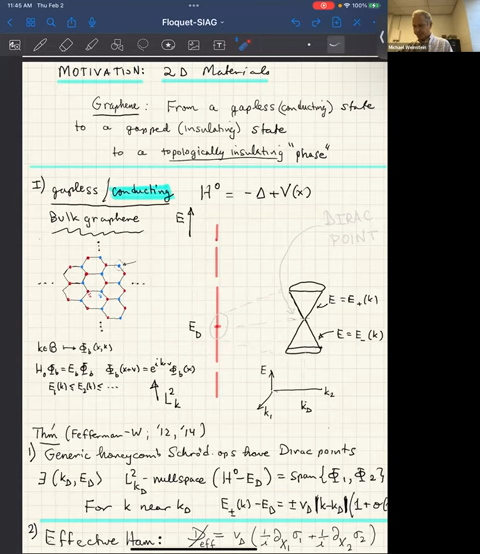 11:45 AM Thu Feb 2
Floquet-SIAG
Michael Weinstein
MOTIVATION: 2D Materials
Graphene: From a gapless (conducting) state
to a gapped (insulating) state
to a topologically insulating "phase"
I) gapless / conducting
H⁰ = -Δ + V(x)
Bulk graphene
E
DIRAC
POINT
E = E₊(k)
E_D
E = E₋(k)
k∈B ↦ Φ_b(x,k)
H₀Φ_b = E_bΦ_b Φ_b(x+v) = e^{ik·v} Φ_b(x)
E₁(k) ≤ E₂(k) ≤ ...
L²_k
E
k₁
k₂
k_D
Thm (Fefferman-W; '12, '14)
1) Generic honeycomb Schröd. ops have Dirac points
∃ (k_D, E_D) L²_{k_D} - nullspace (H⁰-E_D) = span{Φ₁, Φ₂}
For k near k_D E_±(k) - E_D = ± v_D |k-k_D| (1+o(
2) Effective Ham: D̸_eff = v_D (1/i ∂_{X₁} σ₁ + 1/i ∂_{X₂} σ₂)